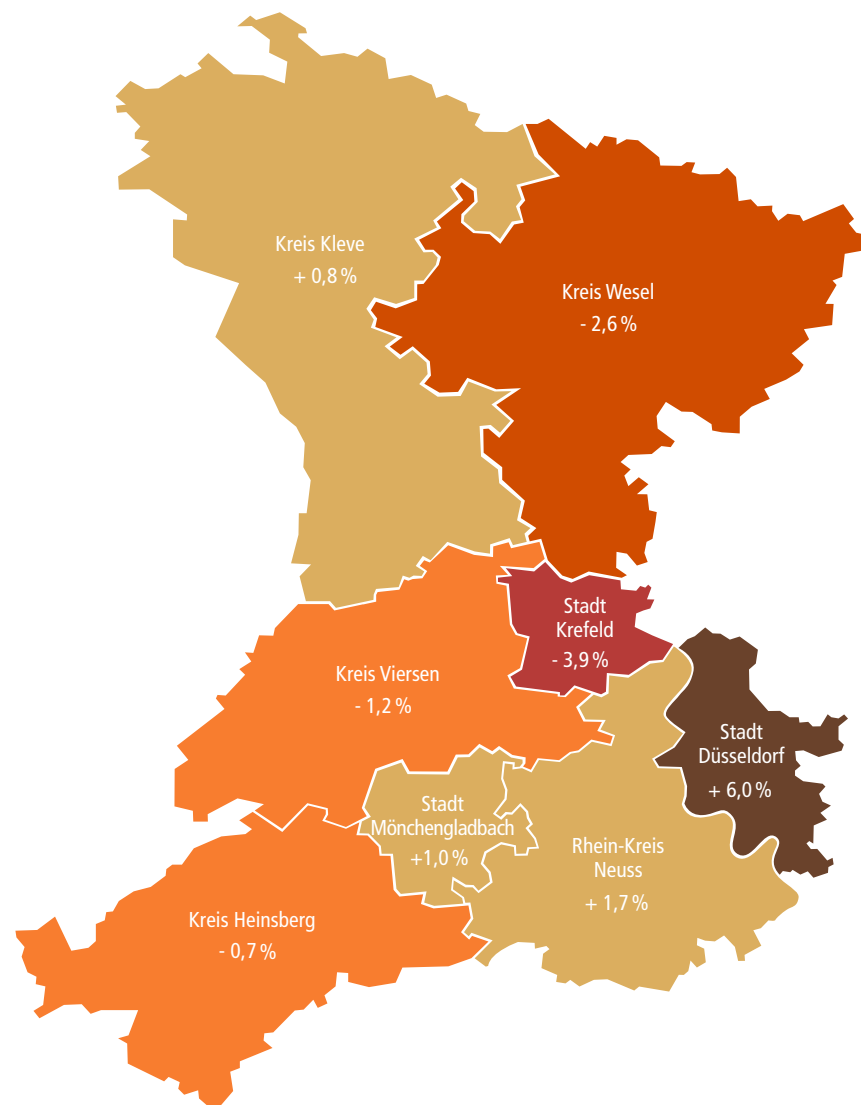 Kreis Kleve
+ 0,8 %
Kreis Wesel
- 2,6 %
Stadt
Krefeld
- 3,9 %
Kreis Viersen
- 1,2 %
Stadt
Düsseldorf
+ 6,0 %
Stadt
Mönchengladbach
+1,0 %
Rhein-Kreis
Neuss
+ 1,7 %
Kreis Heinsberg
- 0,7 %